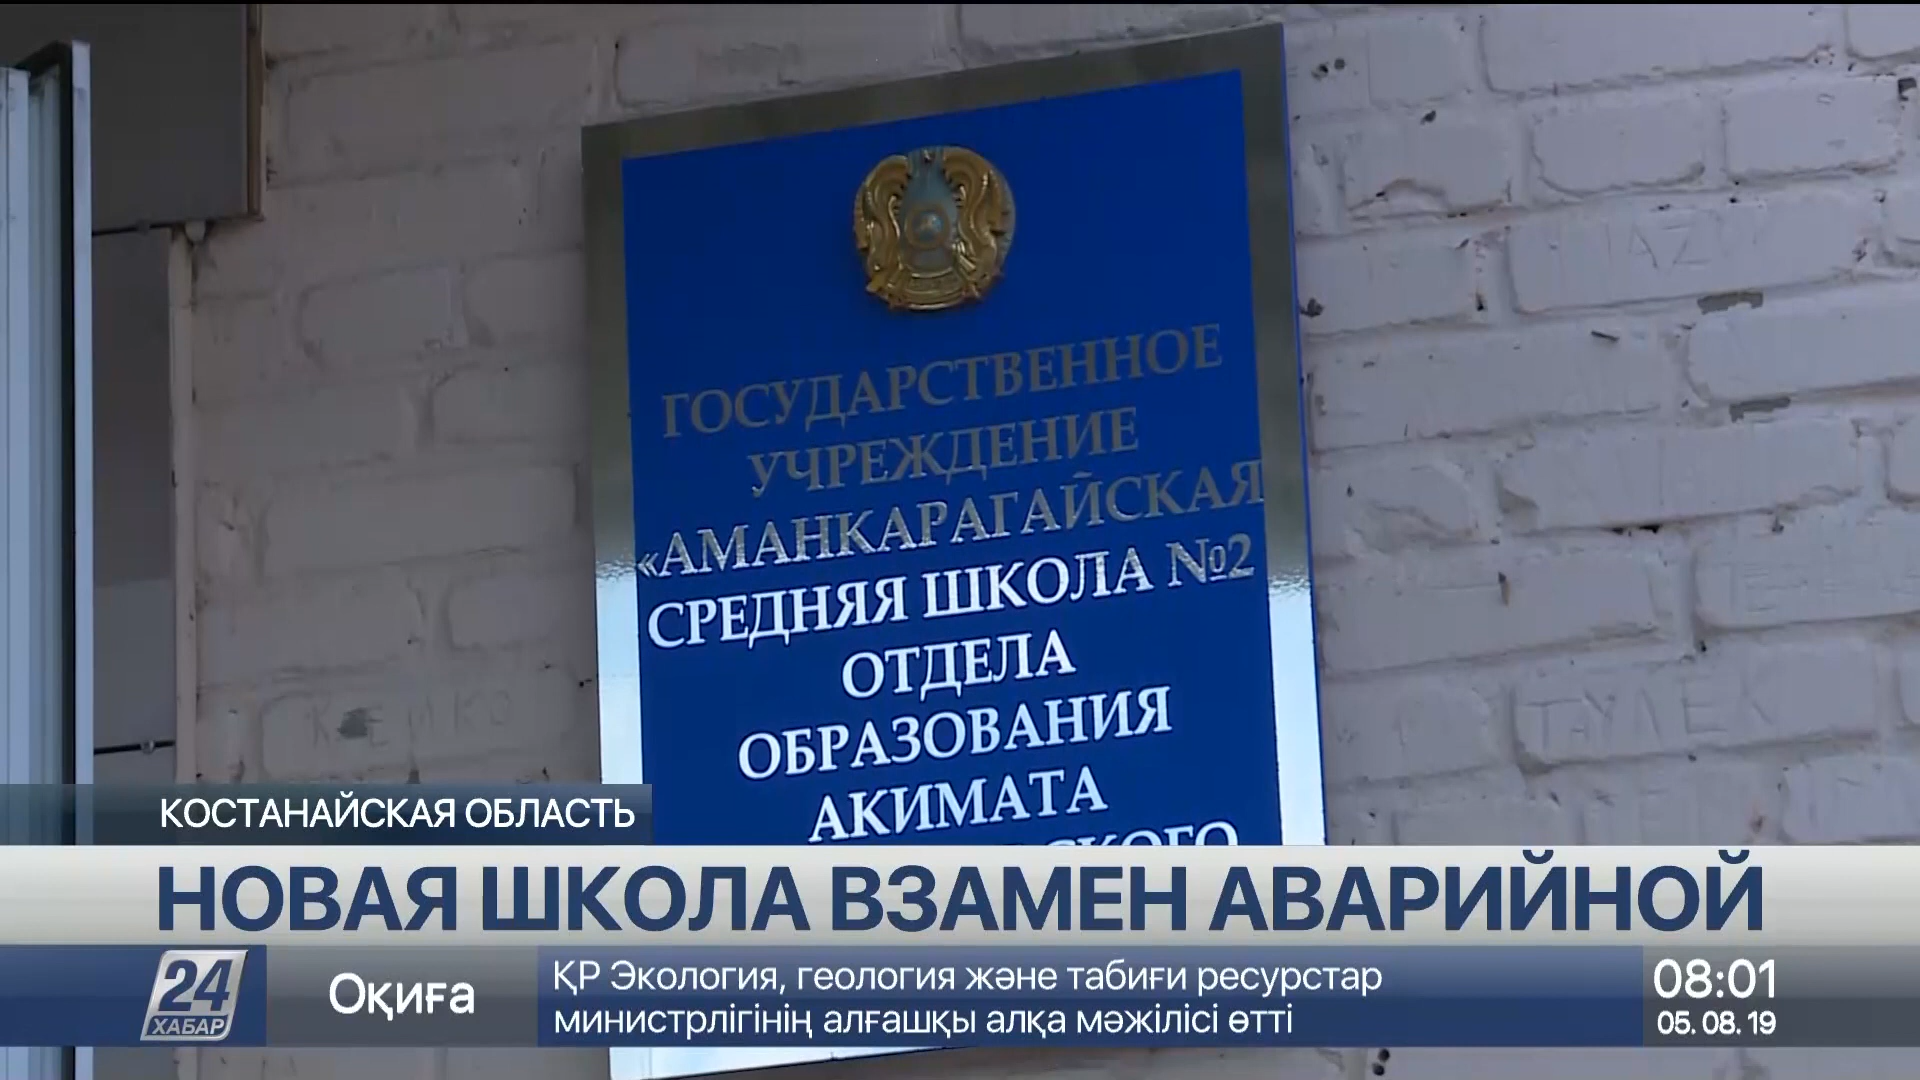 ГОСУДАРСТВЕННОЕ
УЧРЕЖДЕНИЕ
«АМАНКАРАГАЙСКАЯ
СРЕДНЯЯ ШКОЛА №2
ОТДЕЛА
ОБРАЗОВАНИЯ
АКИМАТА
КОСТАНАЙСКАЯ ОБЛАСТЬ
НОВАЯ ШКОЛА ВЗАМЕН АВАРИЙНОЙ
24
ХАБАР
Оқиға
ҚР Экология, геология және табиғи ресурстар
министрлігінің алғашқы алқа мәжілісі өтті
08:01
05. 08. 19
ТУЛЕК